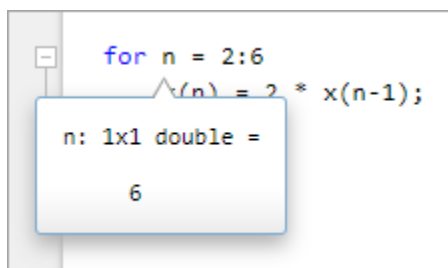 for n = 2:6
(n) = 2 * x(n-1);
n: 1x1 double =
6